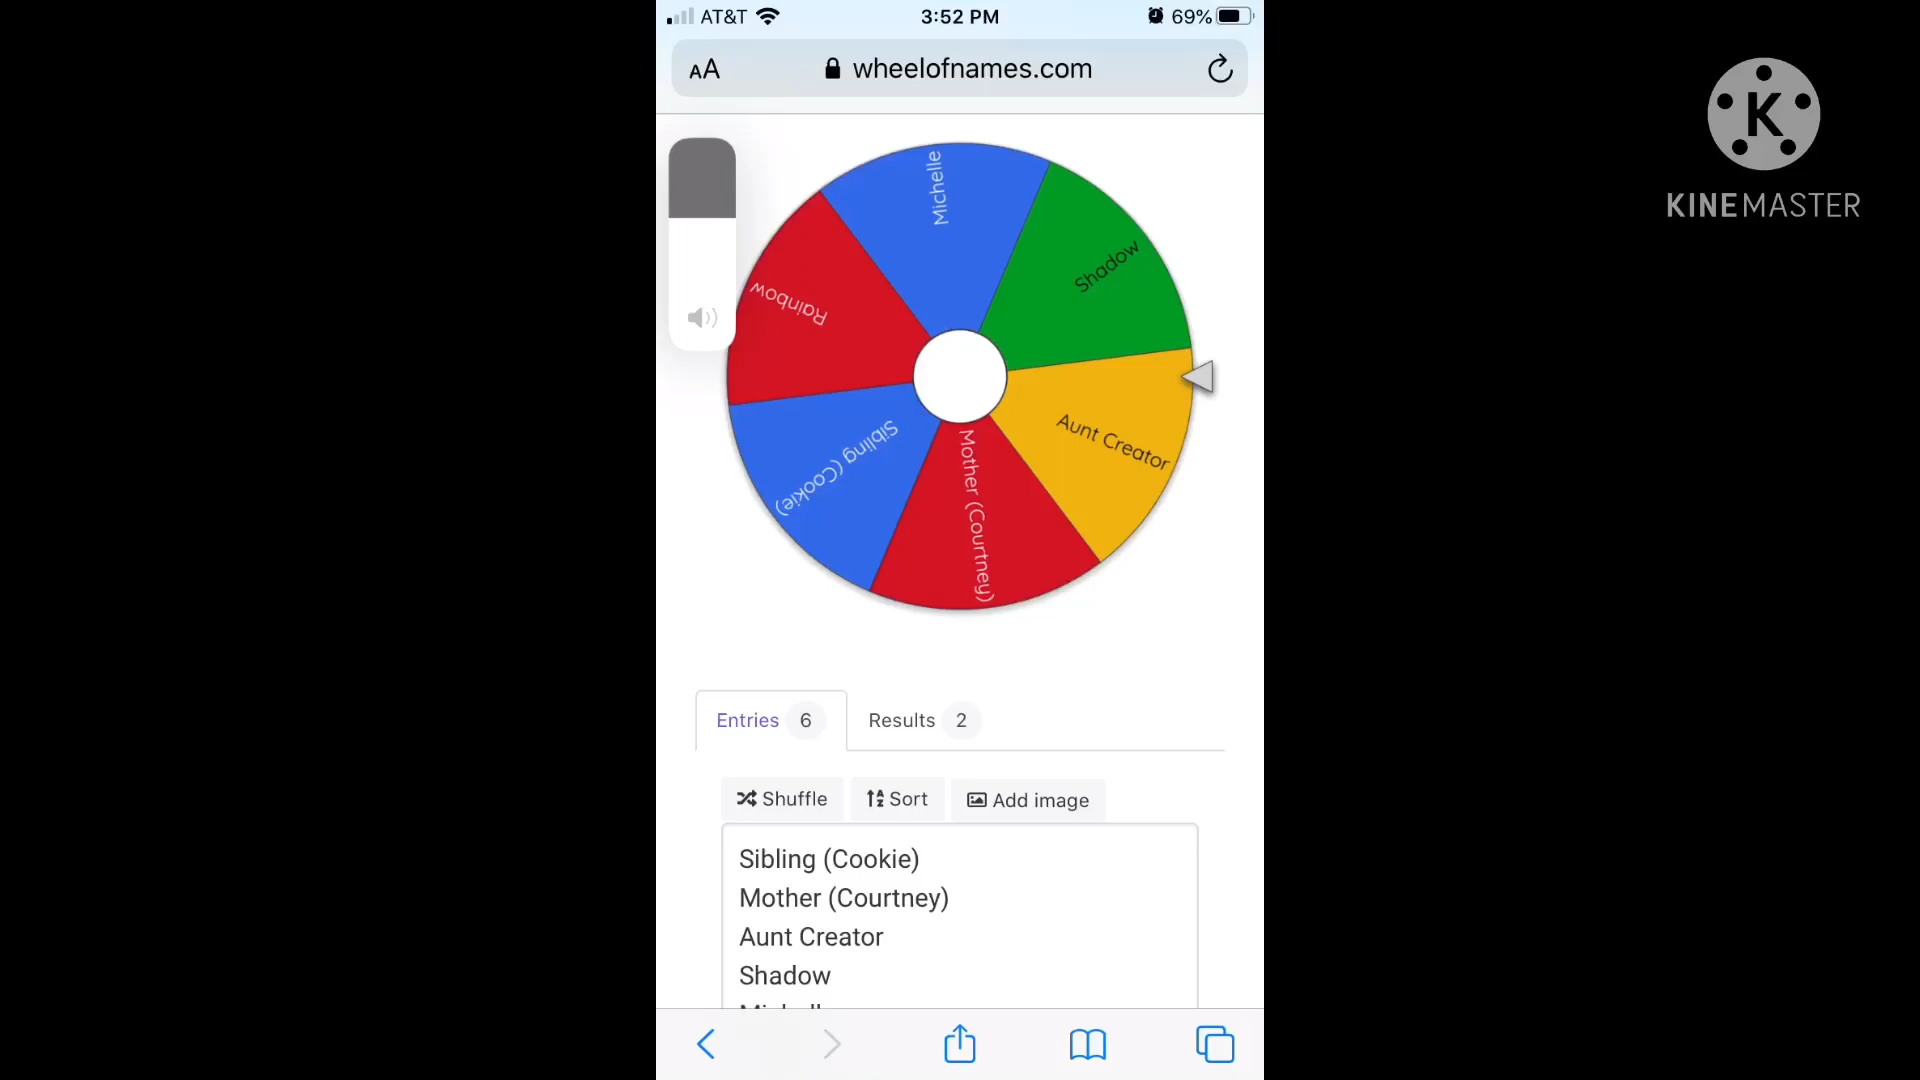 AT&T
3:52 PM
69%
AA
wheelofnames.com
K
KINEMASTER
Michelle
Shadow
Rainbow
Aunt Creator
Sibling (Cookie)
Mother (Courtney)
Entries 6
Results 2
Shuffle
Sort
Add image
Sibling (Cookie)
Mother (Courtney)
Aunt Creator
Shadow